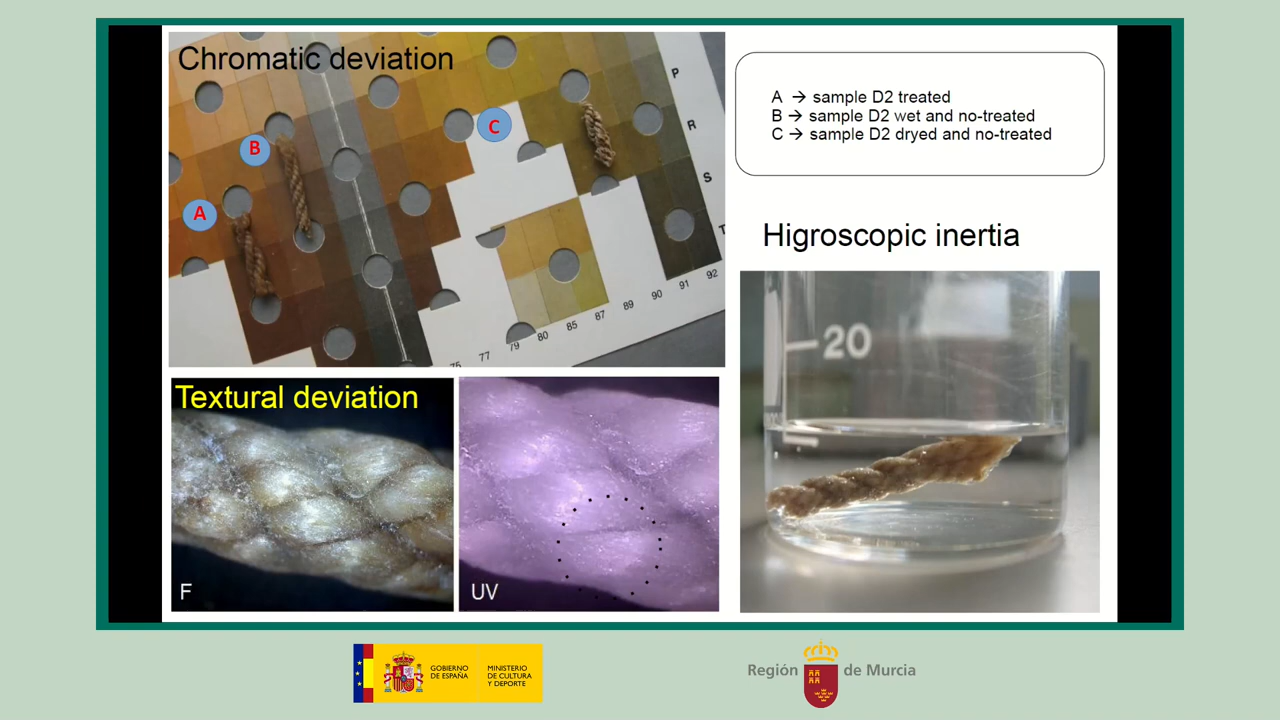 Chromatic deviation
A
B
C
P
R
S
T
75
77
79
80
85
87
89
90
91
92
A → sample D2 treated
B → sample D2 wet and no-treated
C → sample D2 dryed and no-treated
Higroscopic inertia
20
Textural deviation
F
UV
GOBIERNO
DE ESPAÑA
MINISTERIO
DE CULTURA
Y DEPORTE
Región de Murcia